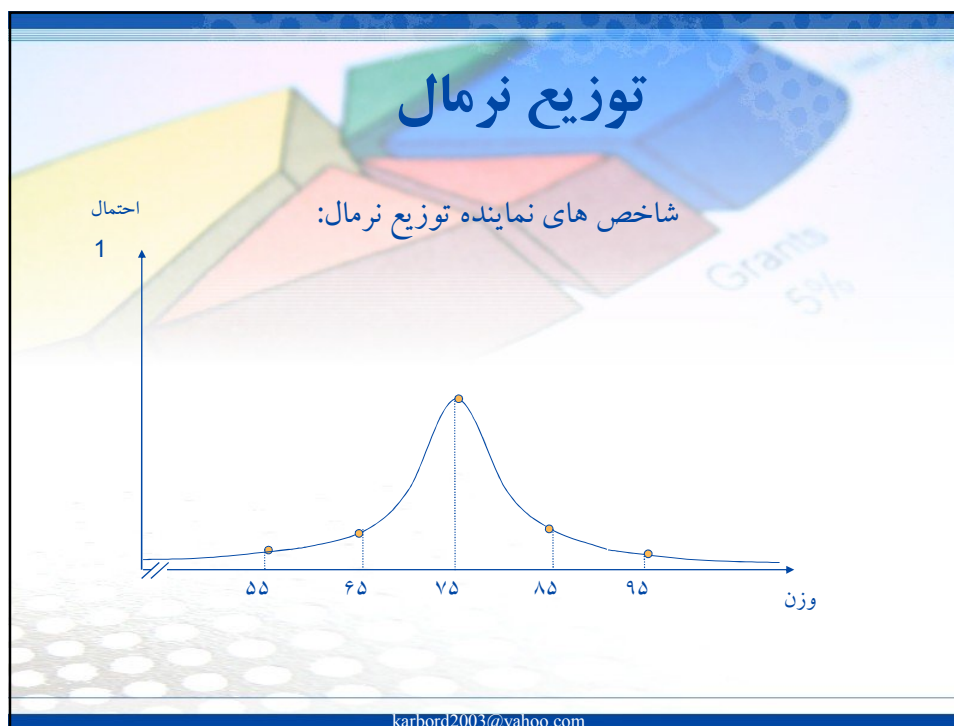 توزیع نرمال
شاخص های نماینده توزیع نرمال:
احتمال
1
Grants
5%
۵۵ ۶۵ ۷۵ ۸۵ ۹۵
وزن
karbord2003@yahoo.com